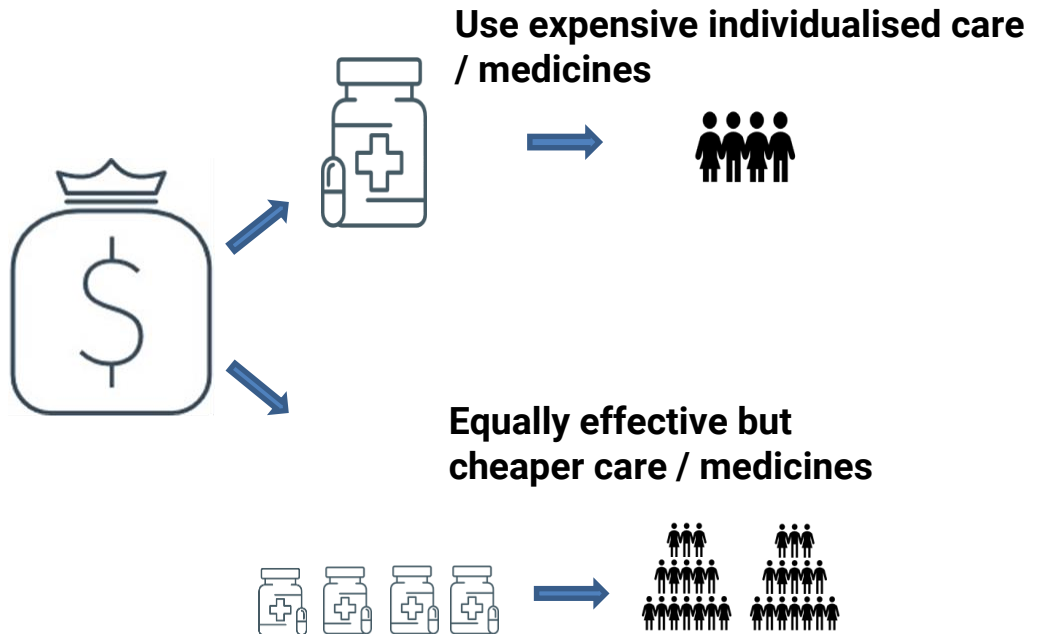 Use expensive individualised care
/ medicines
$
Equally effective but
cheaper care / medicines